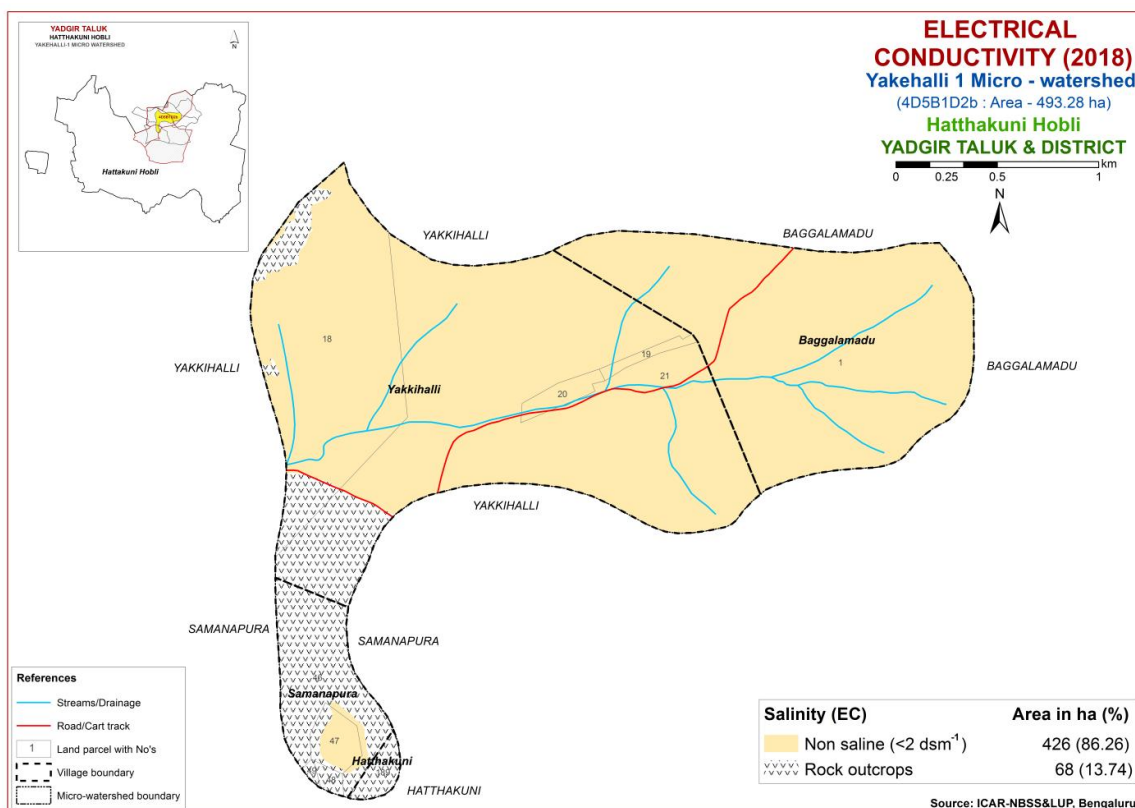 YADGIR TALUK
HATTHAKUNI HOBLI
YAKEHALLI-1 MICRO WATERSHED
N
Hattakuni Hobli
ELECTRICAL
CONDUCTIVITY (2018)
Yakehalli 1 Micro - watershed
(4D5B1D2b : Area - 493.28 ha)
Hatthakuni Hobli
YADGIR TALUK & DISTRICT
km
0 0.25 0.5 1
N
YAKKIHALLI
BAGGALAMADU
18
19
Baggalamadu
1
YAKKIHALLI
Yakkihalli
20
21
BAGGALAMADU
YAKKIHALLI
SAMANAPURA
SAMANAPURA
Samanapura
47
Hatthakuni
48
HATTHAKUNI
References
Streams/Drainage
Road/Cart track
1 Land parcel with No's
Village boundary
Micro-watershed boundary
Salinity (EC) Area in ha (%)
Non saline (<2 dsm⁻¹) 426 (86.26)
Rock outcrops 68 (13.74)
Source: ICAR-NBSS&LUP, Bengaluru